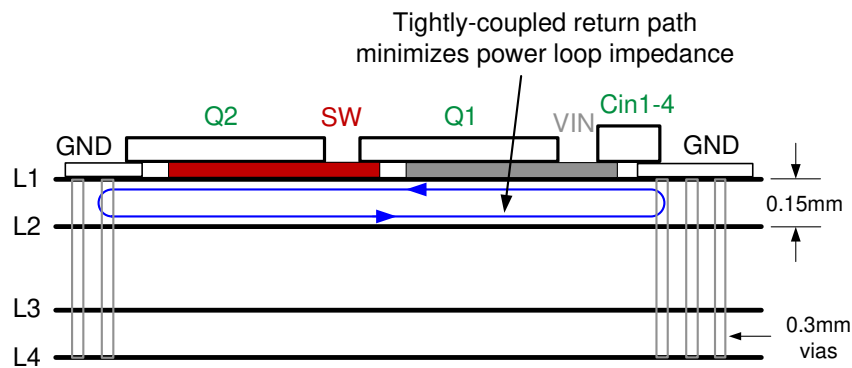 Tightly-coupled return path
minimizes power loop impedance
Q2
SW
Q1
VIN
Cin1-4
GND
GND
L1
0.15mm
L2
L3
0.3mm
vias
L4